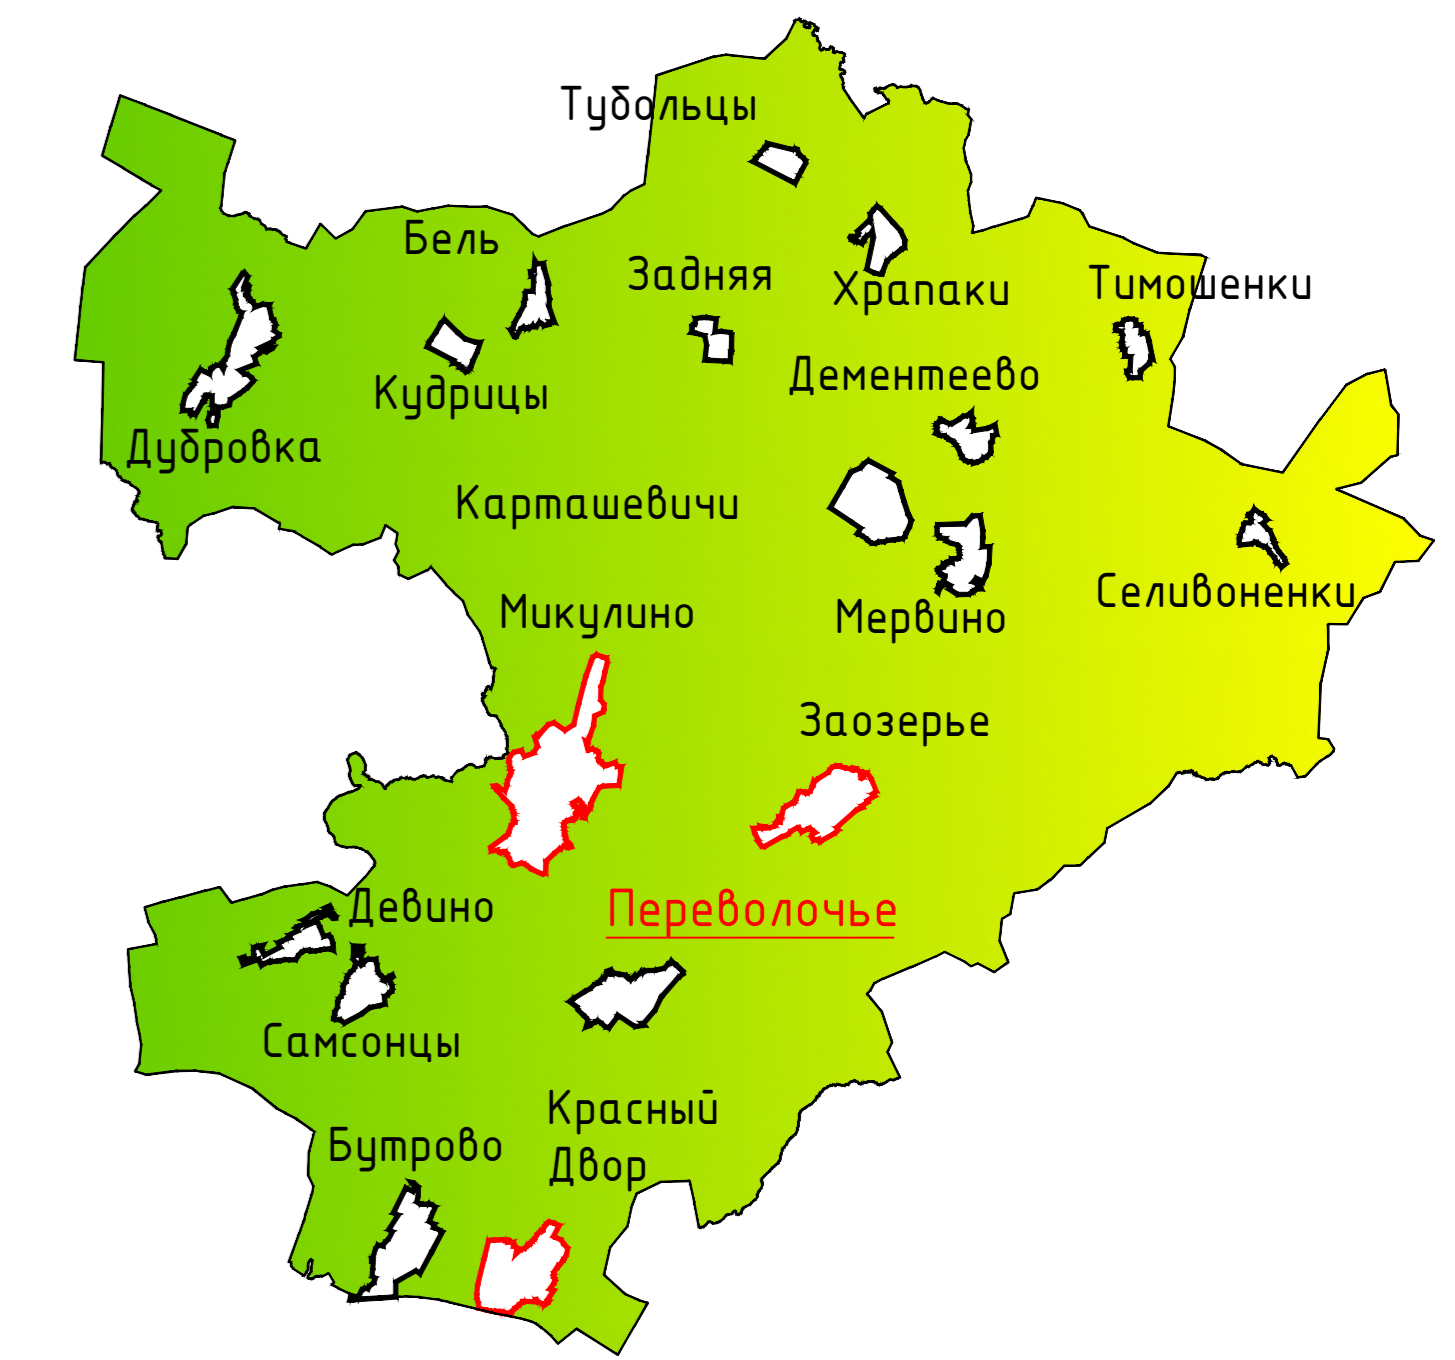 Тубольцы
Бель
Задняя
Храпаки
Тимошенки
Кудрицы
Дементеево
Дубровка
Карташевичи
Микулино
Мервино
Селивоненки
Заозерье
Девино
Переволочье
Самсонцы
Красный
Двор
Бутрово